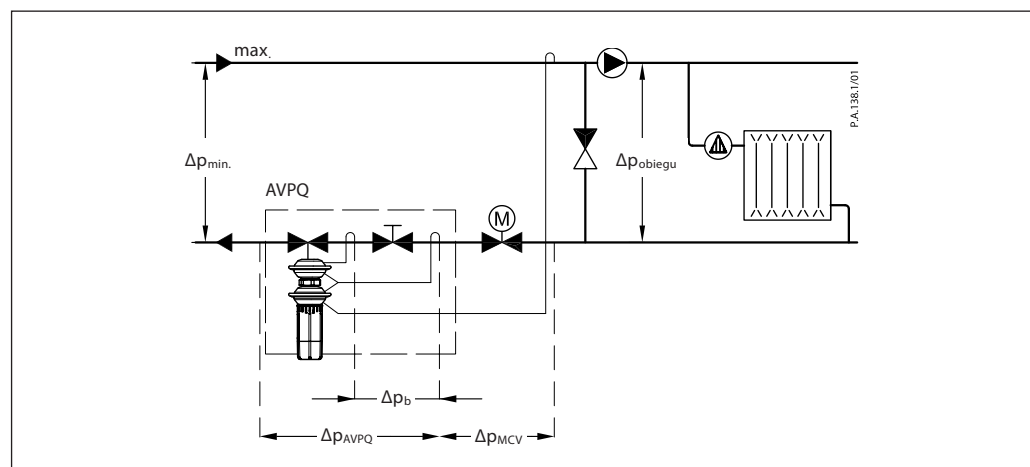 max.
P.A.138.1/01
Δpmin.
Δpobiegu
AVPQ
M
Δpb
ΔpAVPQ
ΔpMCV